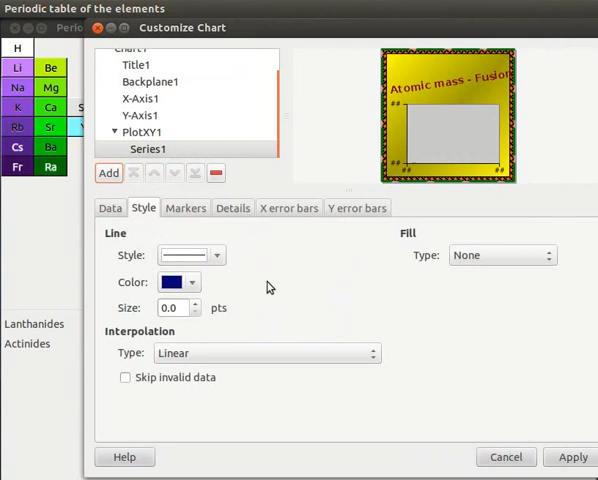 Periodic table of the elements
Perio
Customize Chart
H
Li Be
Na Mg
K Ca S
Rb Sr Y
Cs Ba
Fr Ra
Lanthanides
Actinides
Chart1
Title1
Backplane1
X-Axis1
Y-Axis1
PlotXY1
Series1
Atomic mass - Fusion
##
##
## ##
Add
Data Style Markers Details X error bars Y error bars
Line
Style:
Color:
Size: 0.0 pts
Fill
Type: None
Interpolation
Type: Linear
Skip invalid data
Help Cancel Apply